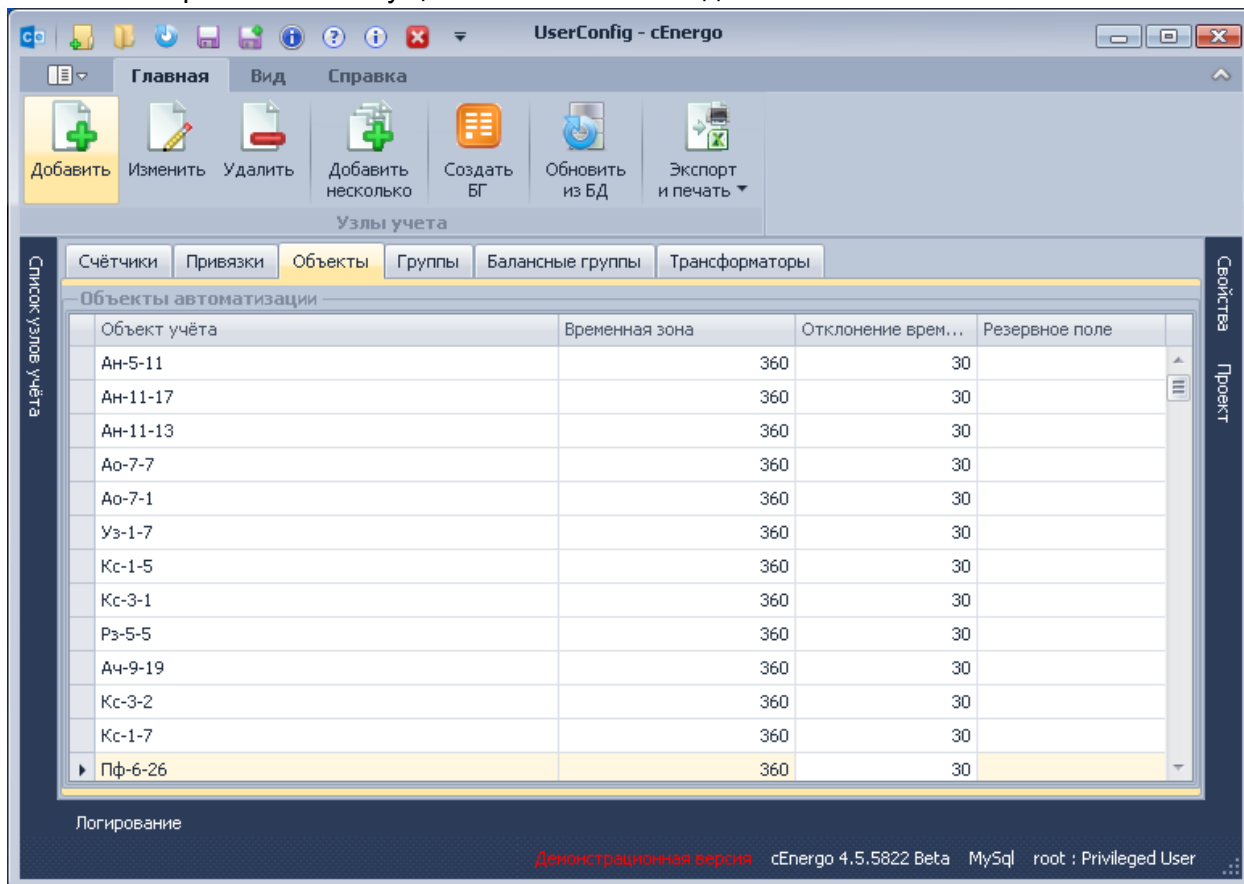 UserConfig - cEnergo
Главная Вид Справка
Добавить Изменить Удалить Добавить несколько Создать БГ Обновить из БД Экспорт и печать
Узлы учета
Список узлов учёта
Счётчики Привязки Объекты Группы Балансные группы Трансформаторы
Свойства Проект
Объекты автоматизации
Объект учёта Временная зона Отклонение врем... Резервное поле
Ан-5-11 360 30
Ан-11-17 360 30
Ан-11-13 360 30
Ао-7-7 360 30
Ао-7-1 360 30
Уз-1-7 360 30
Кс-1-5 360 30
Кс-3-1 360 30
Рз-5-5 360 30
Ач-9-19 360 30
Кс-3-2 360 30
Кс-1-7 360 30
Пф-6-26 360 30
Логирование
Демонстрационная версия cEnergo 4.5.5822 Beta MySql root : Privileged User